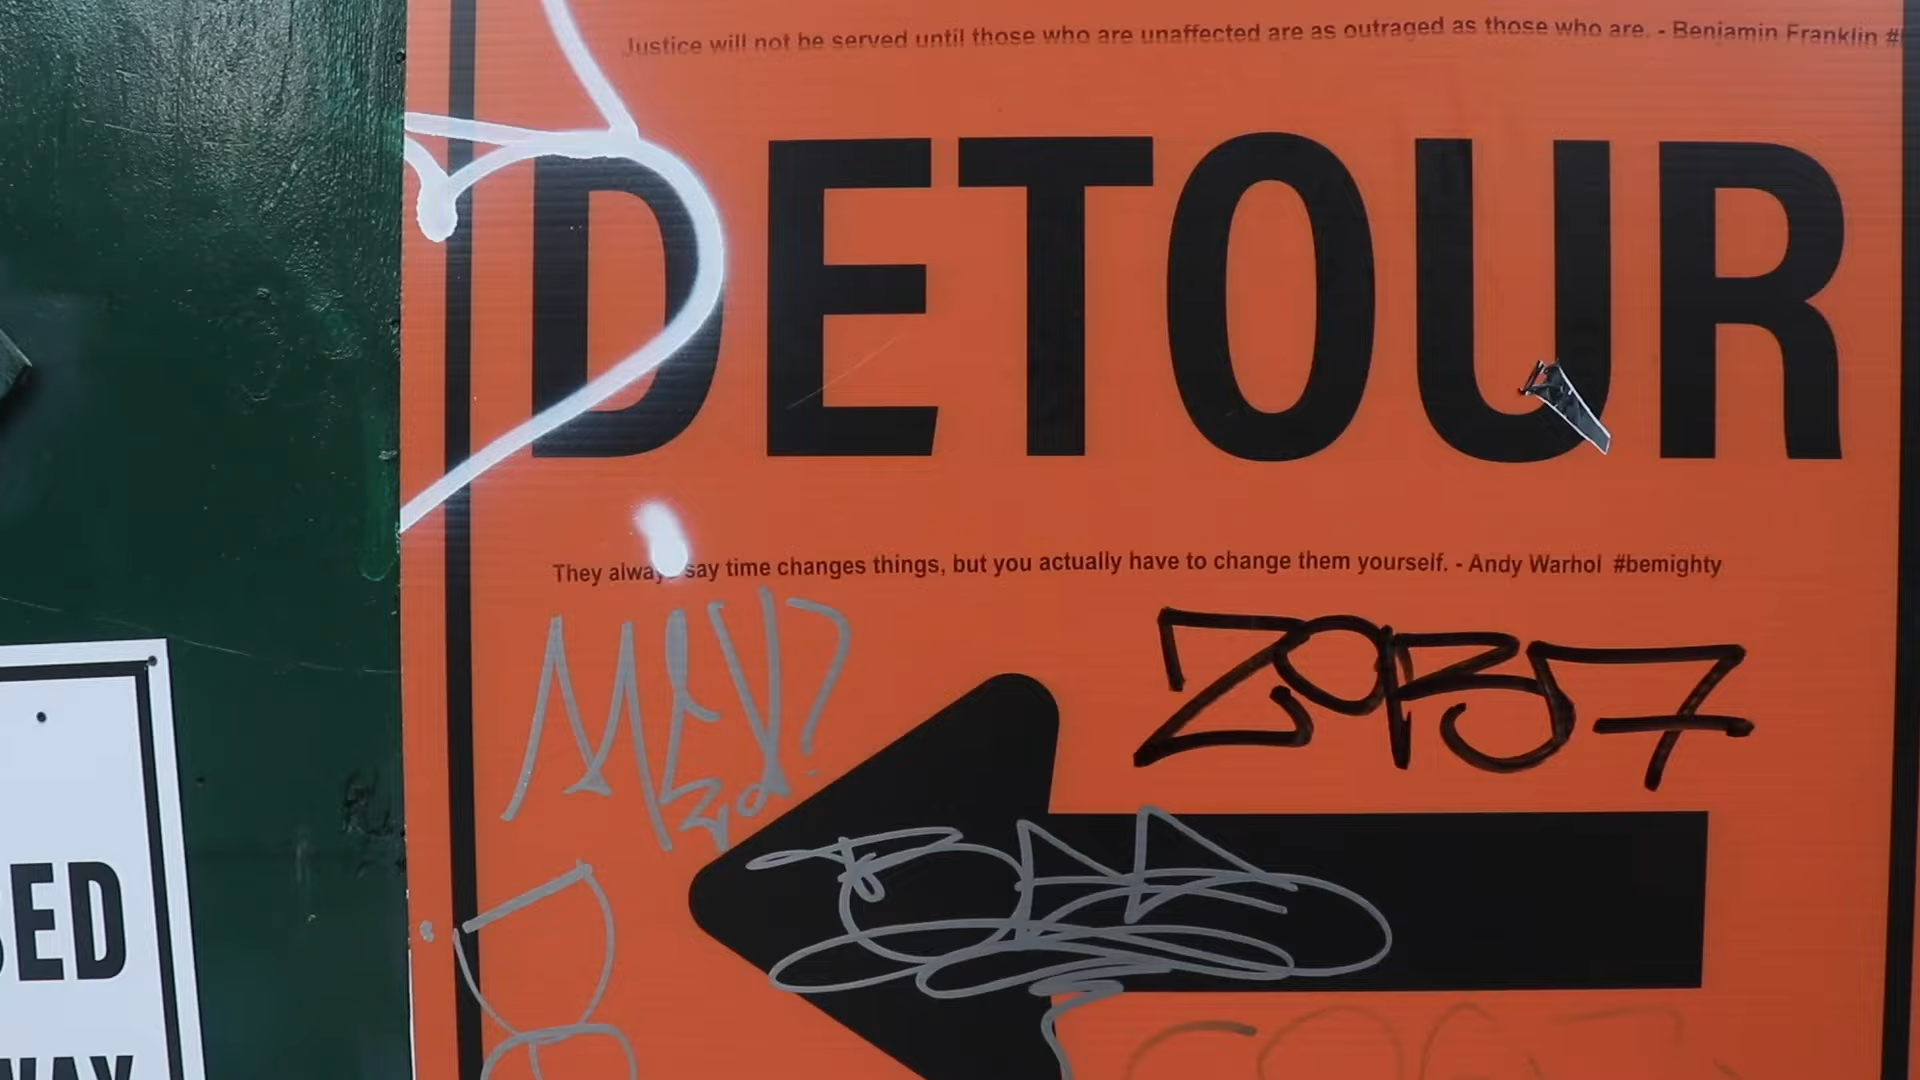 Justice will not be served until those who are unaffected are as outraged as those who are. - Benjamin Franklin #
DETOUR
They always say time changes things, but you actually have to change them yourself. - Andy Warhol #bemighty
ED
WAY